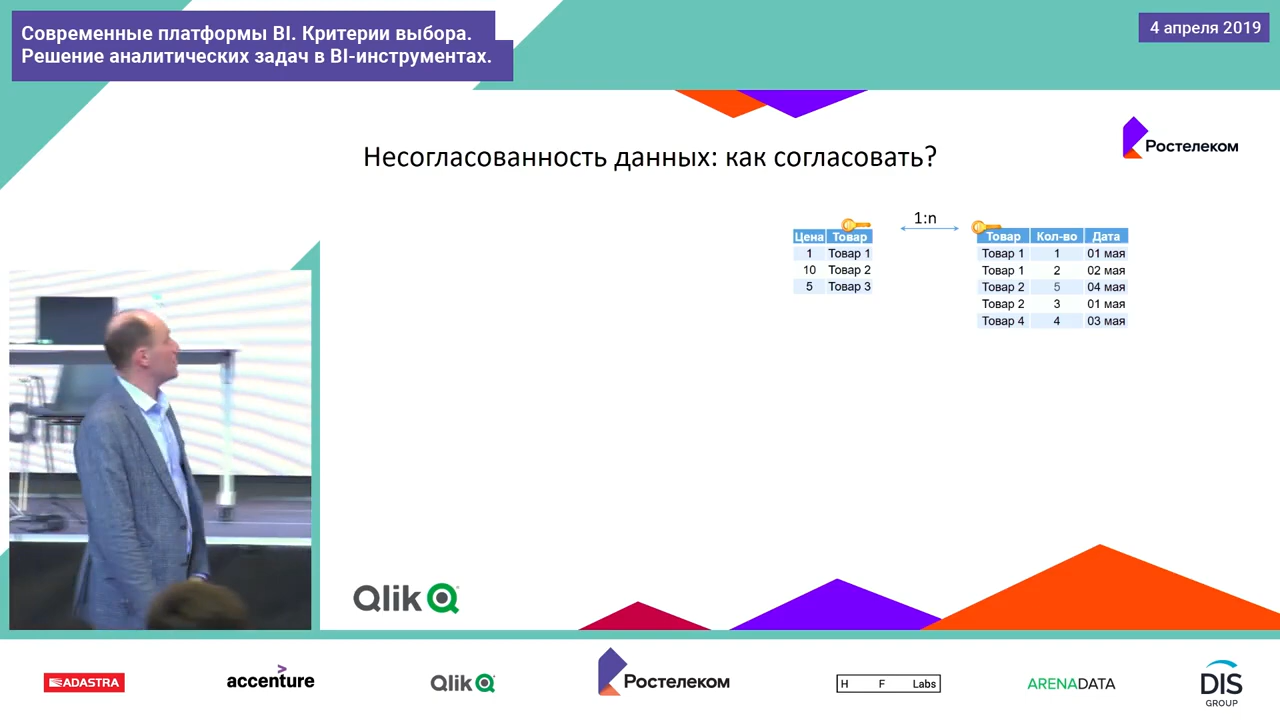 Современные платформы BI. Критерии выбора.
Решение аналитических задач в BI-инструментах.
4 апреля 2019
Ростелеком
Несогласованность данных: как согласовать?
1:n
Цена Товар
1 Товар 1
10 Товар 2
5 Товар 3
Товар Кол-во Дата
Товар 1 1 01 мая
Товар 1 2 02 мая
Товар 2 5 04 мая
Товар 2 3 01 мая
Товар 4 4 03 мая
Qlik
ADASTRA
accenture
Qlik
Ростелеком
H F Labs
ARENADATA
DIS
GROUP